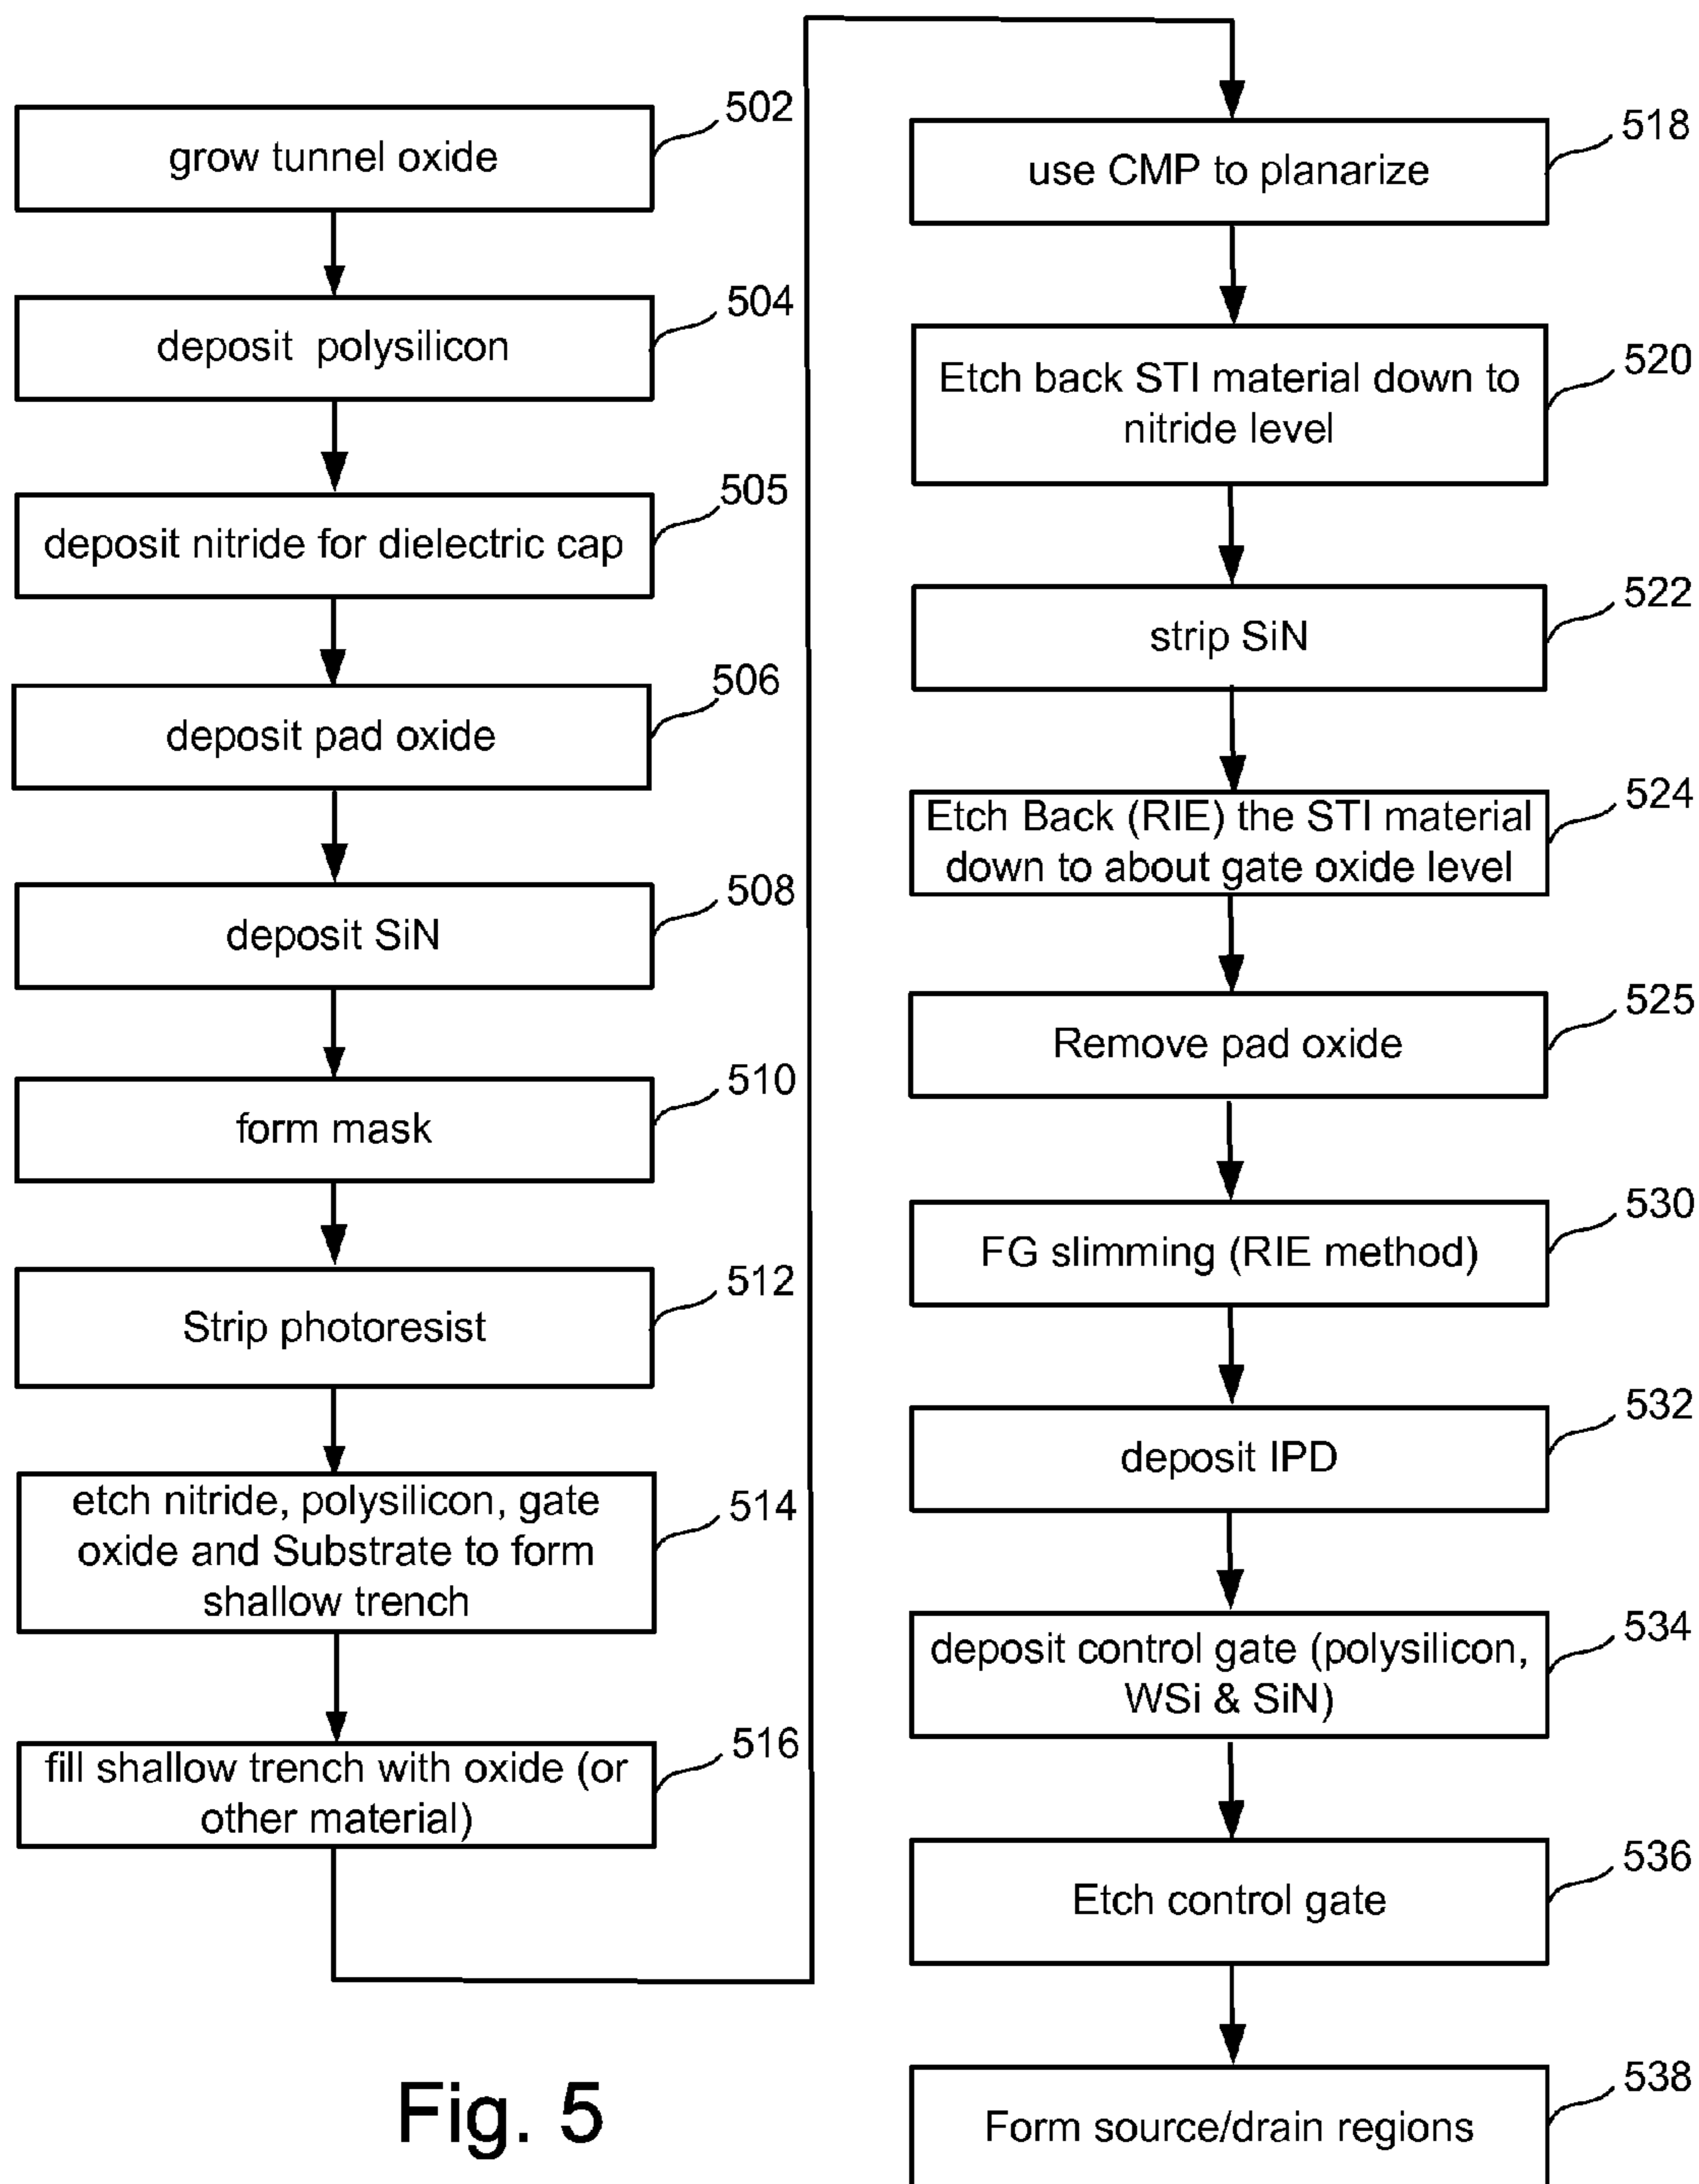 502
grow tunnel oxide
504
deposit polysilicon
505
deposit nitride for dielectric cap
506
deposit pad oxide
508
deposit SiN
510
form mask
512
Strip photoresist
514
etch nitride, polysilicon, gate
oxide and Substrate to form
shallow trench
516
fill shallow trench with oxide (or
other material)
518
use CMP to planarize
520
Etch back STI material down to
nitride level
522
strip SiN
524
Etch Back (RIE) the STI material
down to about gate oxide level
525
Remove pad oxide
530
FG slimming (RIE method)
532
deposit IPD
534
deposit control gate (polysilicon,
WSi & SiN)
536
Etch control gate
538
Form source/drain regions
Fig. 5